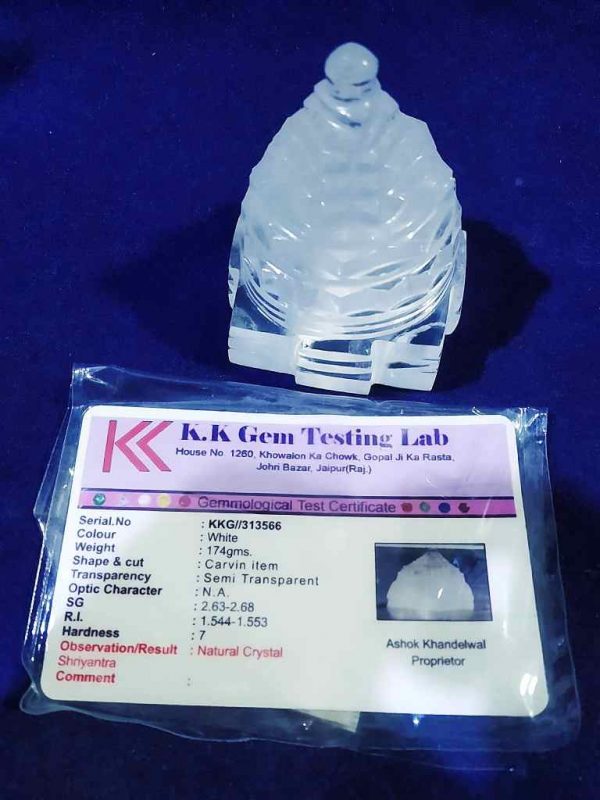 K.K Gem Testing Lab
House No. 1260, Khowalon Ka Chowk, Gopal Ji Ka Rasta,
Johri Bazar, Jaipur(Raj.)
Gemmological Test Certificate
Serial.No : KKG//313566
Colour : White
Weight : 174gms.
Shape & cut : Carvin item
Transparency : Semi Transparent
Optic Character : N.A.
SG : 2.63-2.68
R.I. : 1.544-1.553
Hardness : 7
Observation/Result : Natural Crystal
Shriyantra
Comment :
Ashok Khandelwal
Proprietor